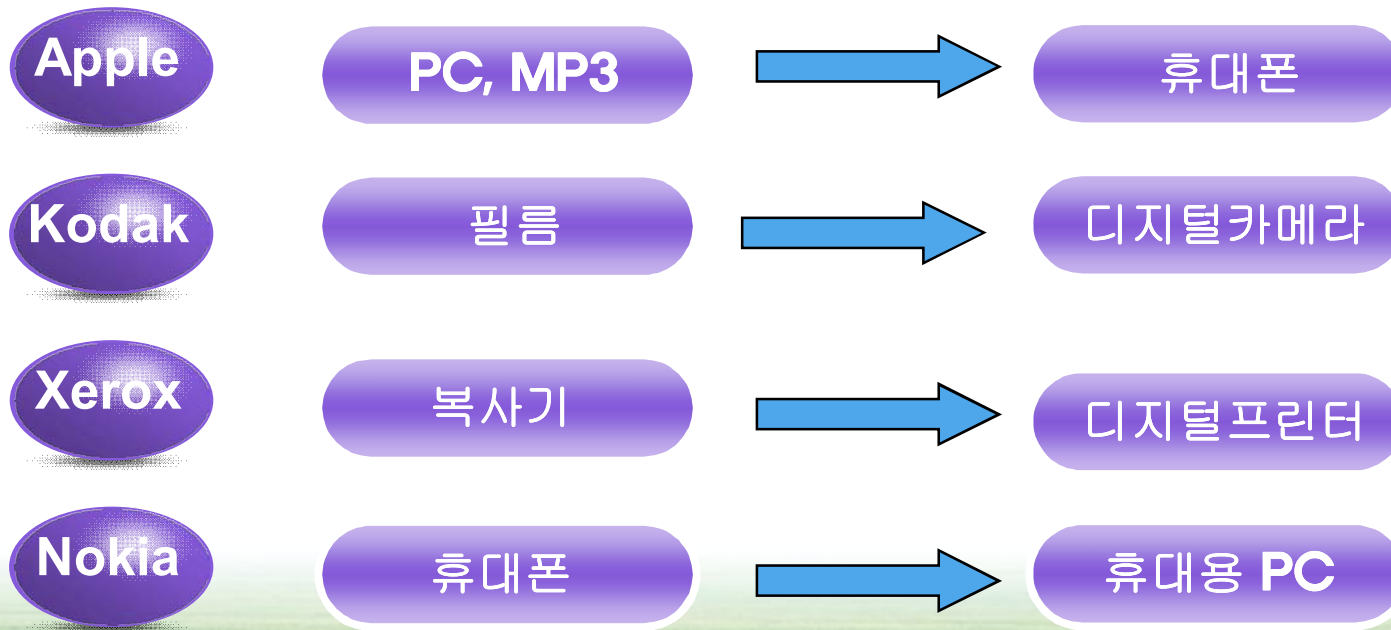 Apple
PC, MP3
휴대폰
Kodak
필름
디지털카메라
Xerox
복사기
디지털프린터
Nokia
휴대폰
휴대용 PC